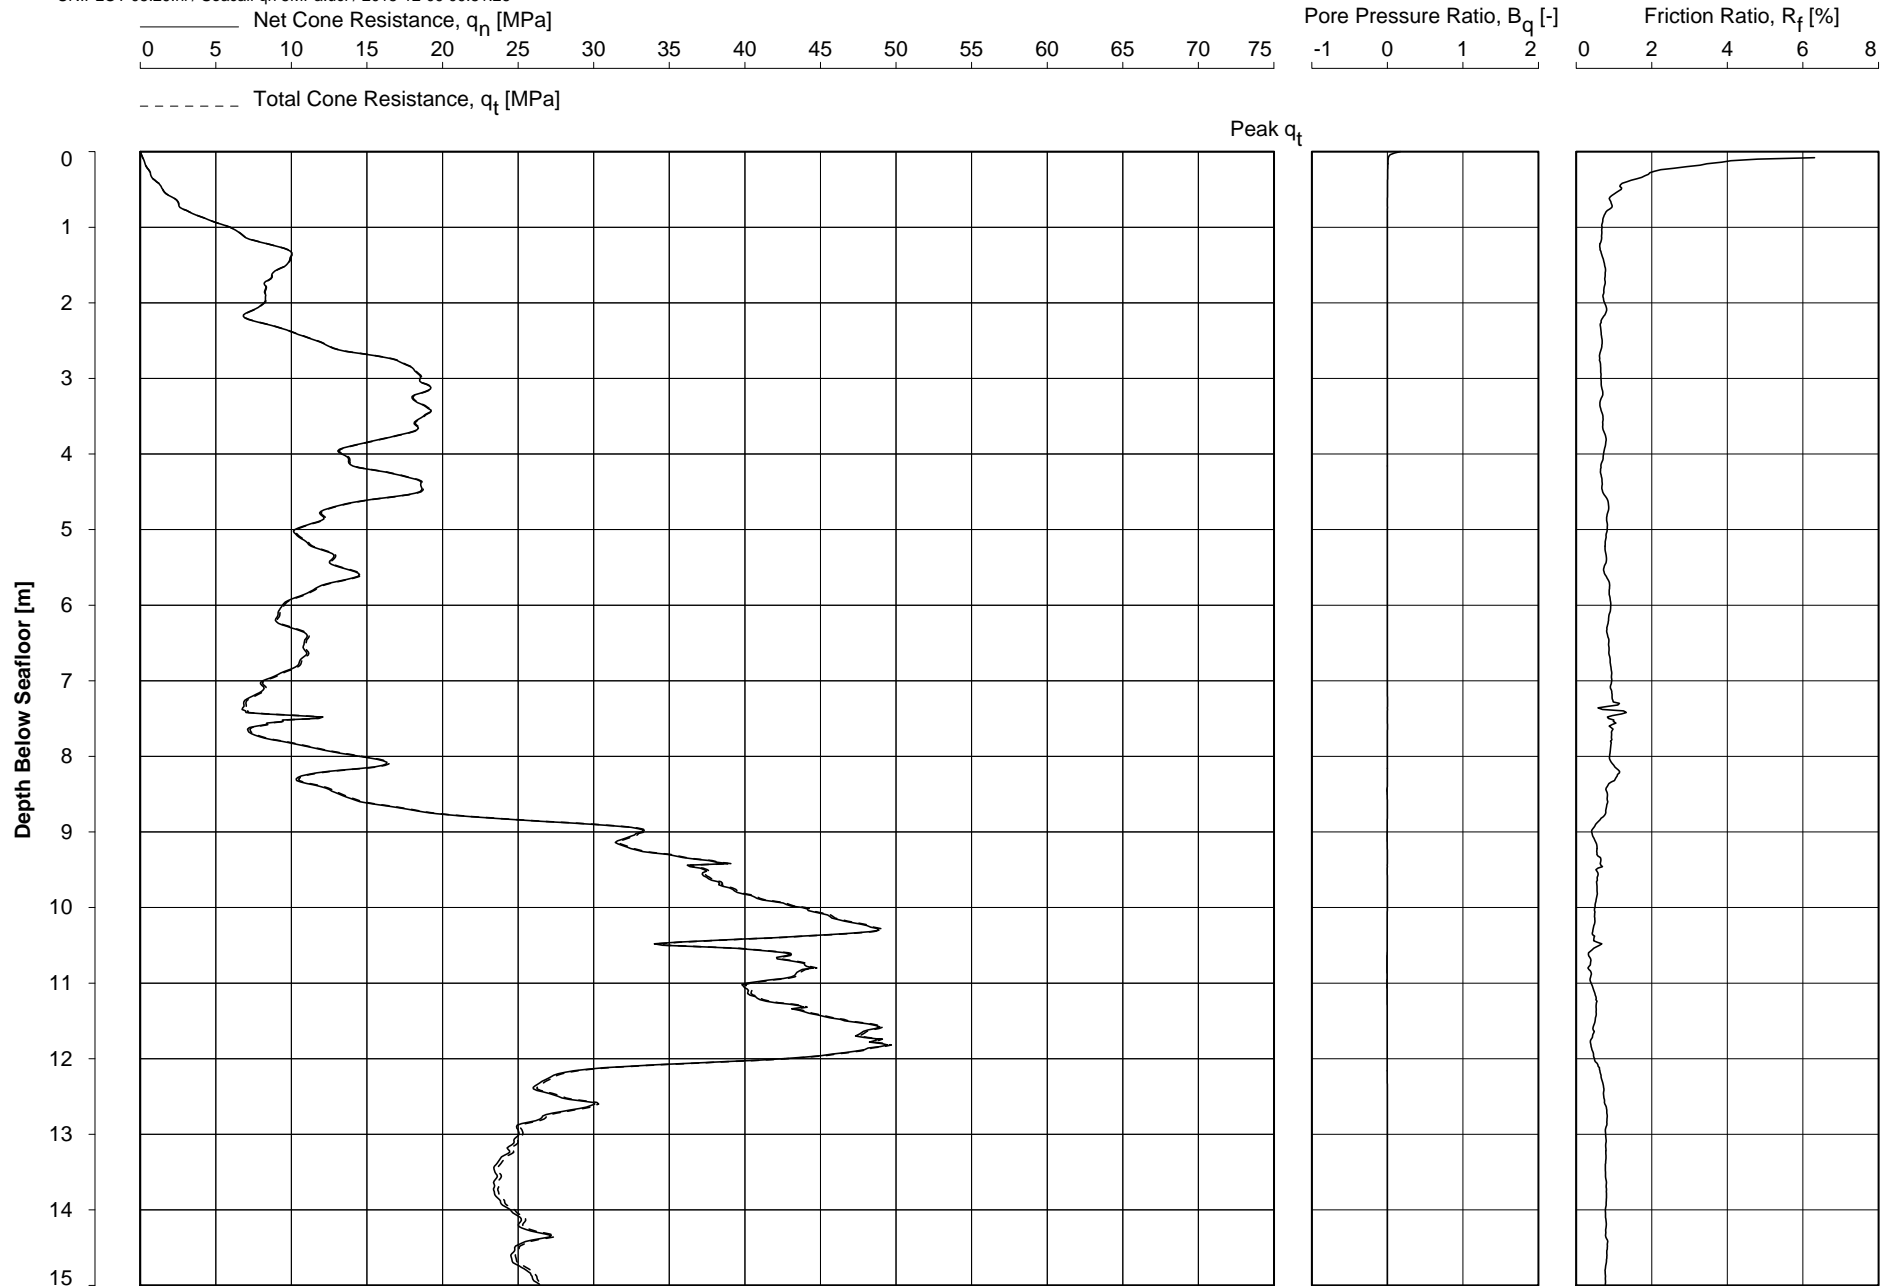 Net Cone Resistance, qn [MPa]
Pore Pressure Ratio, Bq [-]
Friction Ratio, Rf [%]
0 5 10 15 20 25 30 35 40 45 50 55 60 65 70 75
-1 0 1 2
0 2 4 6 8
Total Cone Resistance, qt [MPa]
Peak qt
Depth Below Seafloor [m]
0
1
2
3
4
5
6
7
8
9
10
11
12
13
14
15